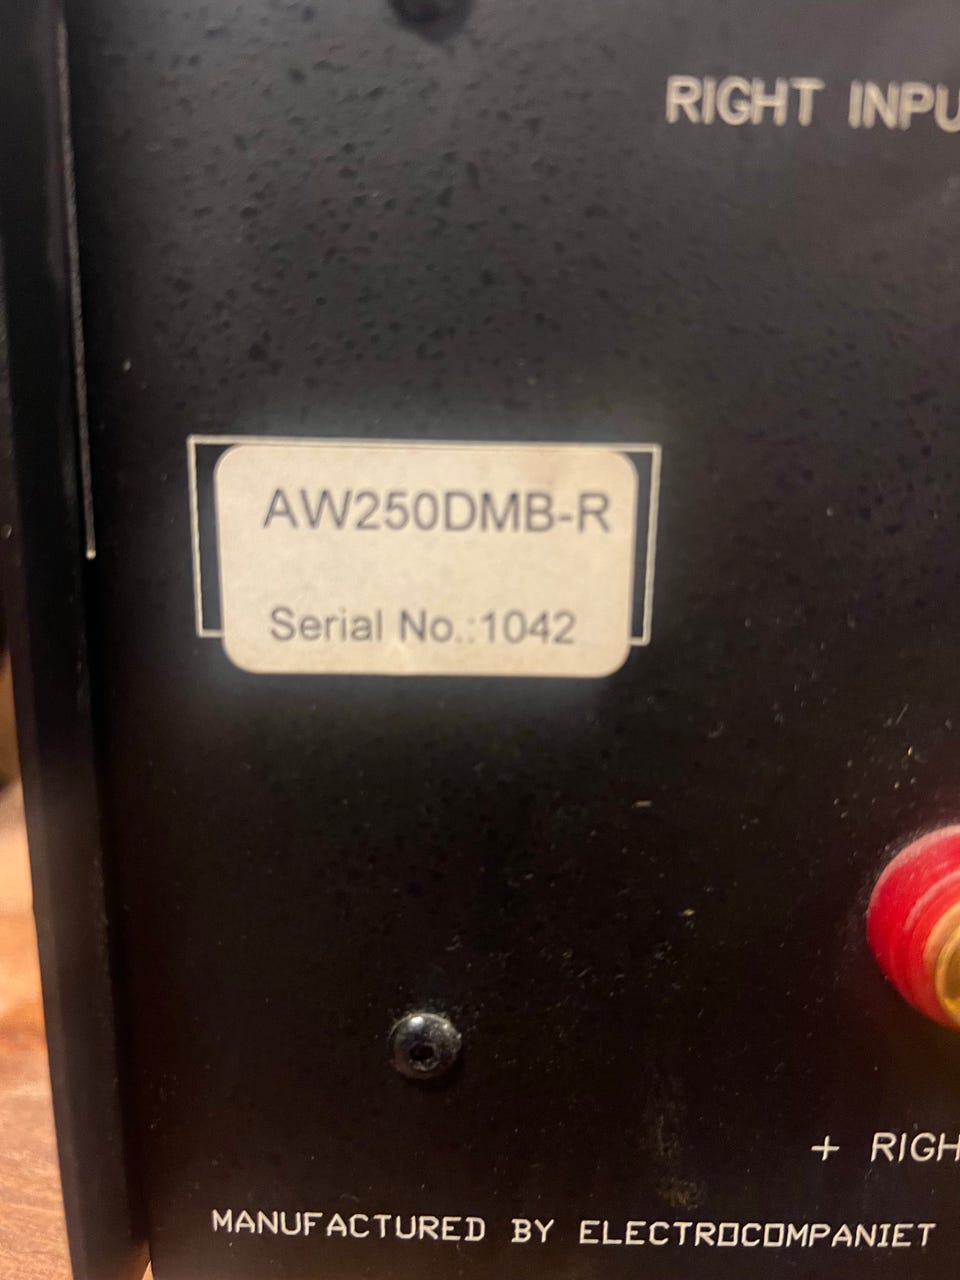 RIGHT INPU
AW250DMB-R
Serial No.:1042
+ RIGH
MANUFACTURED BY ELECTROCOMPANIET